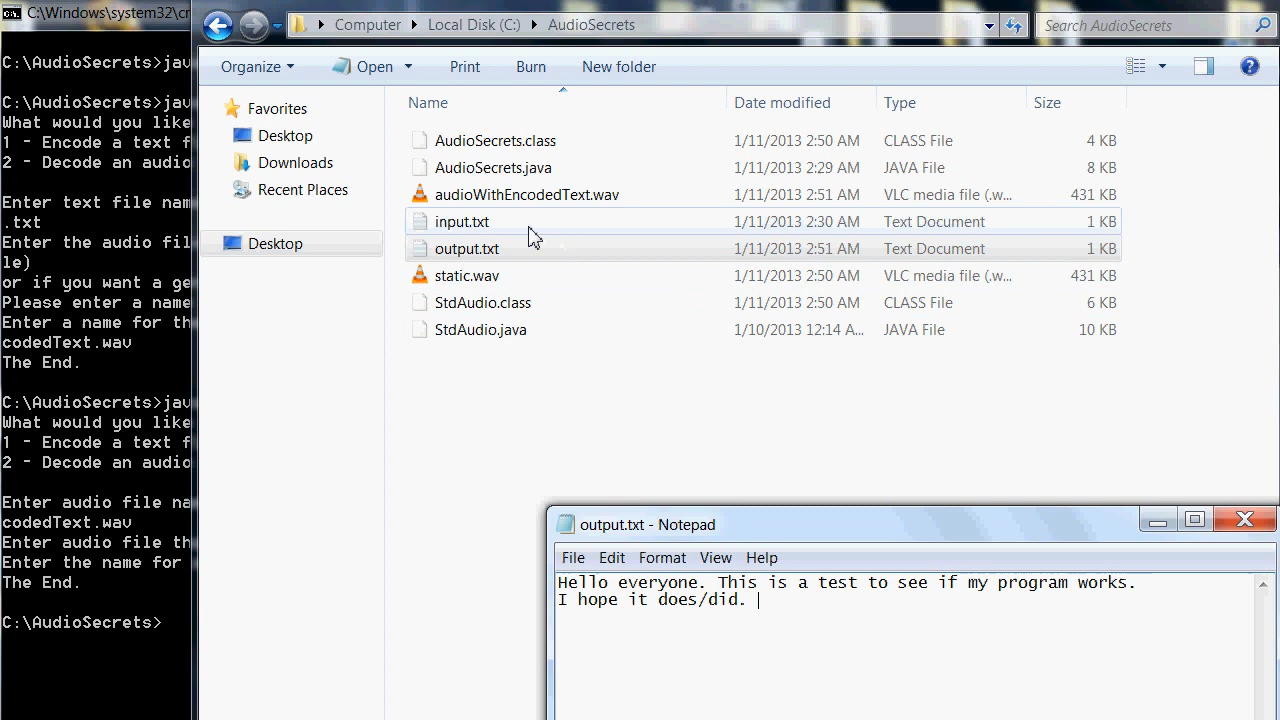 C:\Windows\system32\cr
C:\AudioSecrets>jav
C:\AudioSecrets>jav
What would you like
1 - Encode a text f
2 - Decode an audio
Enter text file nam
.txt
Enter the audio fil
le)
or if you want a ge
Please enter a name
Enter a name for th
codedText.wav
The End.
C:\AudioSecrets>jav
What would you like
1 - Encode a text f
2 - Decode an audio
Enter audio file na
codedText.wav
Enter audio file th
Enter the name for
The End.
C:\AudioSecrets>
Computer Local Disk (C:) AudioSecrets
Search AudioSecrets
Organize Open Print Burn New folder
Favorites
Desktop
Downloads
Recent Places
Desktop
Name Date modified Type Size
AudioSecrets.class 1/11/2013 2:50 AM CLASS File 4 KB
AudioSecrets.java 1/11/2013 2:29 AM JAVA File 8 KB
audioWithEncodedText.wav 1/11/2013 2:51 AM VLC media file (.w... 431 KB
input.txt 1/11/2013 2:30 AM Text Document 1 KB
output.txt 1/11/2013 2:51 AM Text Document 1 KB
static.wav 1/11/2013 2:50 AM VLC media file (.w... 431 KB
StdAudio.class 1/11/2013 2:50 AM CLASS File 6 KB
StdAudio.java 1/10/2013 12:14 A... JAVA File 10 KB
output.txt - Notepad
File Edit Format View Help
Hello everyone. This is a test to see if my program works.
I hope it does/did.